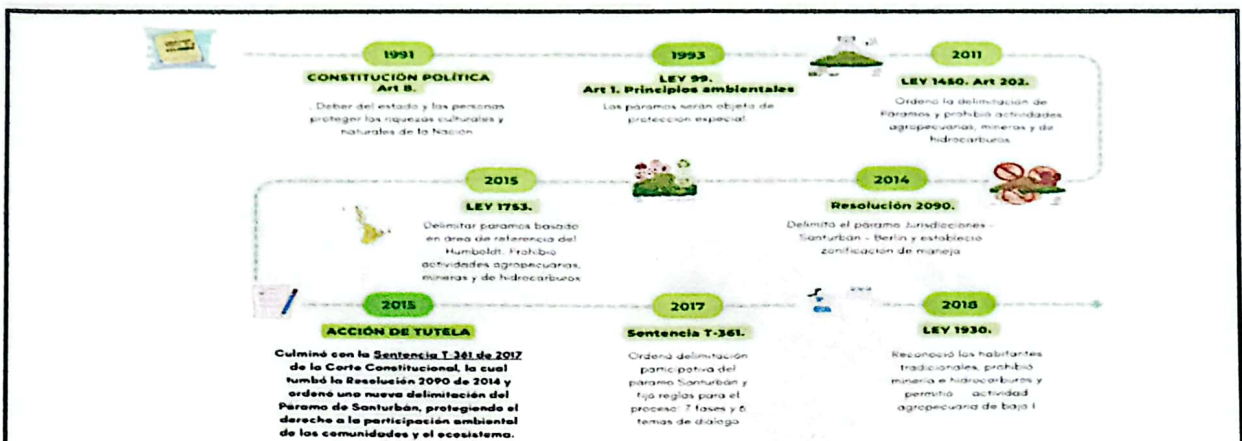 1991
CONSTITUCIÓN POLÍTICA
Art 8.
Deber del estado y las personas
proteger las riquezas culturales y
naturales de la Nación
1993
LEY 99.
Art 1. Principios ambientales
Los páramos serán objeto de
protección especial
2011
LEY 1450. Art 202.
Ordenó la delimitación de
Páramos y prohibió actividades
agropecuarias, mineras y de
hidrocarburos
2014
Resolución 2090.
Delimitó el páramo Jurisdicciones -
Santurbán - Berlín y estableció
zonificación de manejo
2015
LEY 1753.
Delimitar páramos basado
en área de referencia del
Humboldt. Prohibió
actividades agropecuarias,
mineras y de hidrocarburos
2015
ACCIÓN DE TUTELA
Culminó con la Sentencia T-361 de 2017
de la Corte Constitucional, la cual
tumbó la Resolución 2090 de 2014 y
ordenó una nueva delimitación del
Páramo de Santurbán, protegiendo el
derecho a la participación ambiental
de las comunidades y el ecosistema.
2017
Sentencia T-361.
Ordenó delimitación
participativa del
páramo Santurbán y
fijó reglas para el
proceso: 7 fases y 6
temas de diálogo
2018
LEY 1930.
Reconoció los habitantes
tradicionales, prohibió
minería e hidrocarburos y
permitió actividad
agropecuaria de bajo I